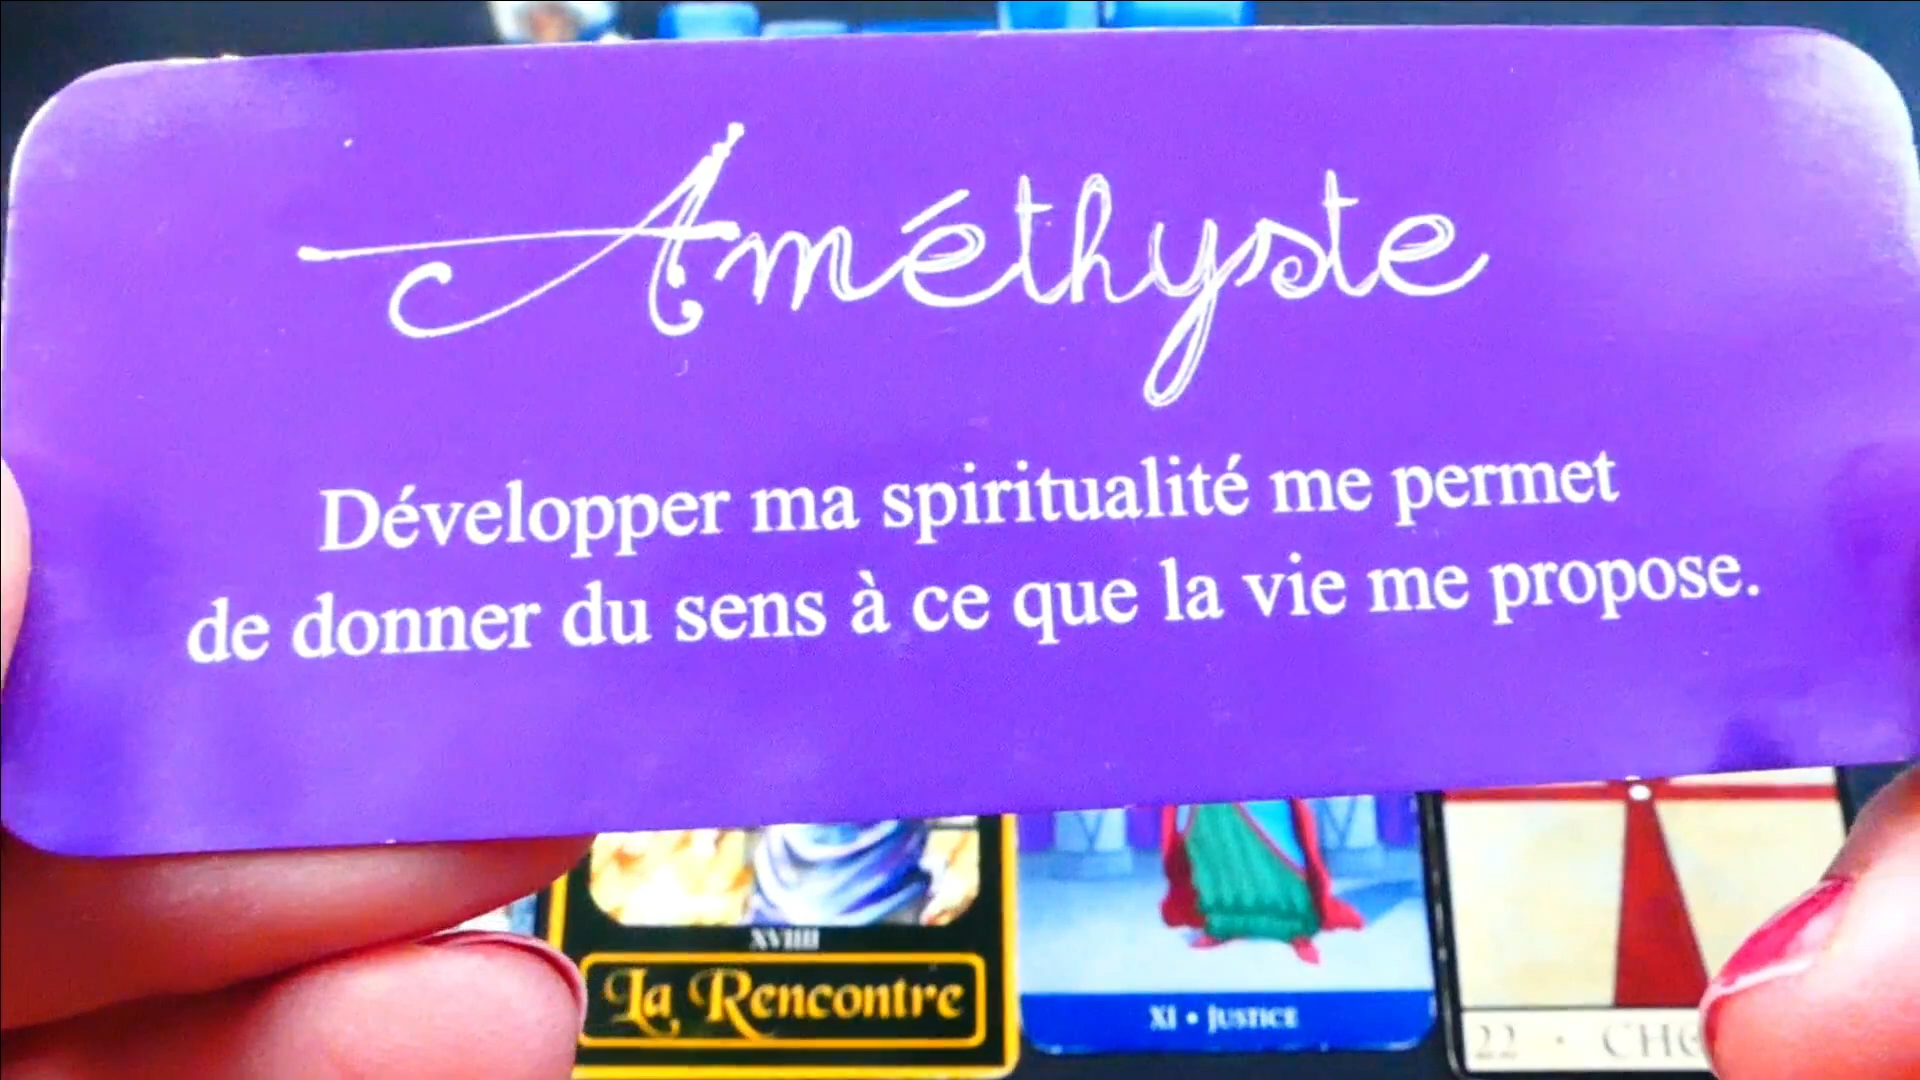 Améthyste
Développer ma spiritualité me permet
de donner du sens à ce que la vie me propose.
XVIIII
La Rencontre
XI • JUSTICE
22 •